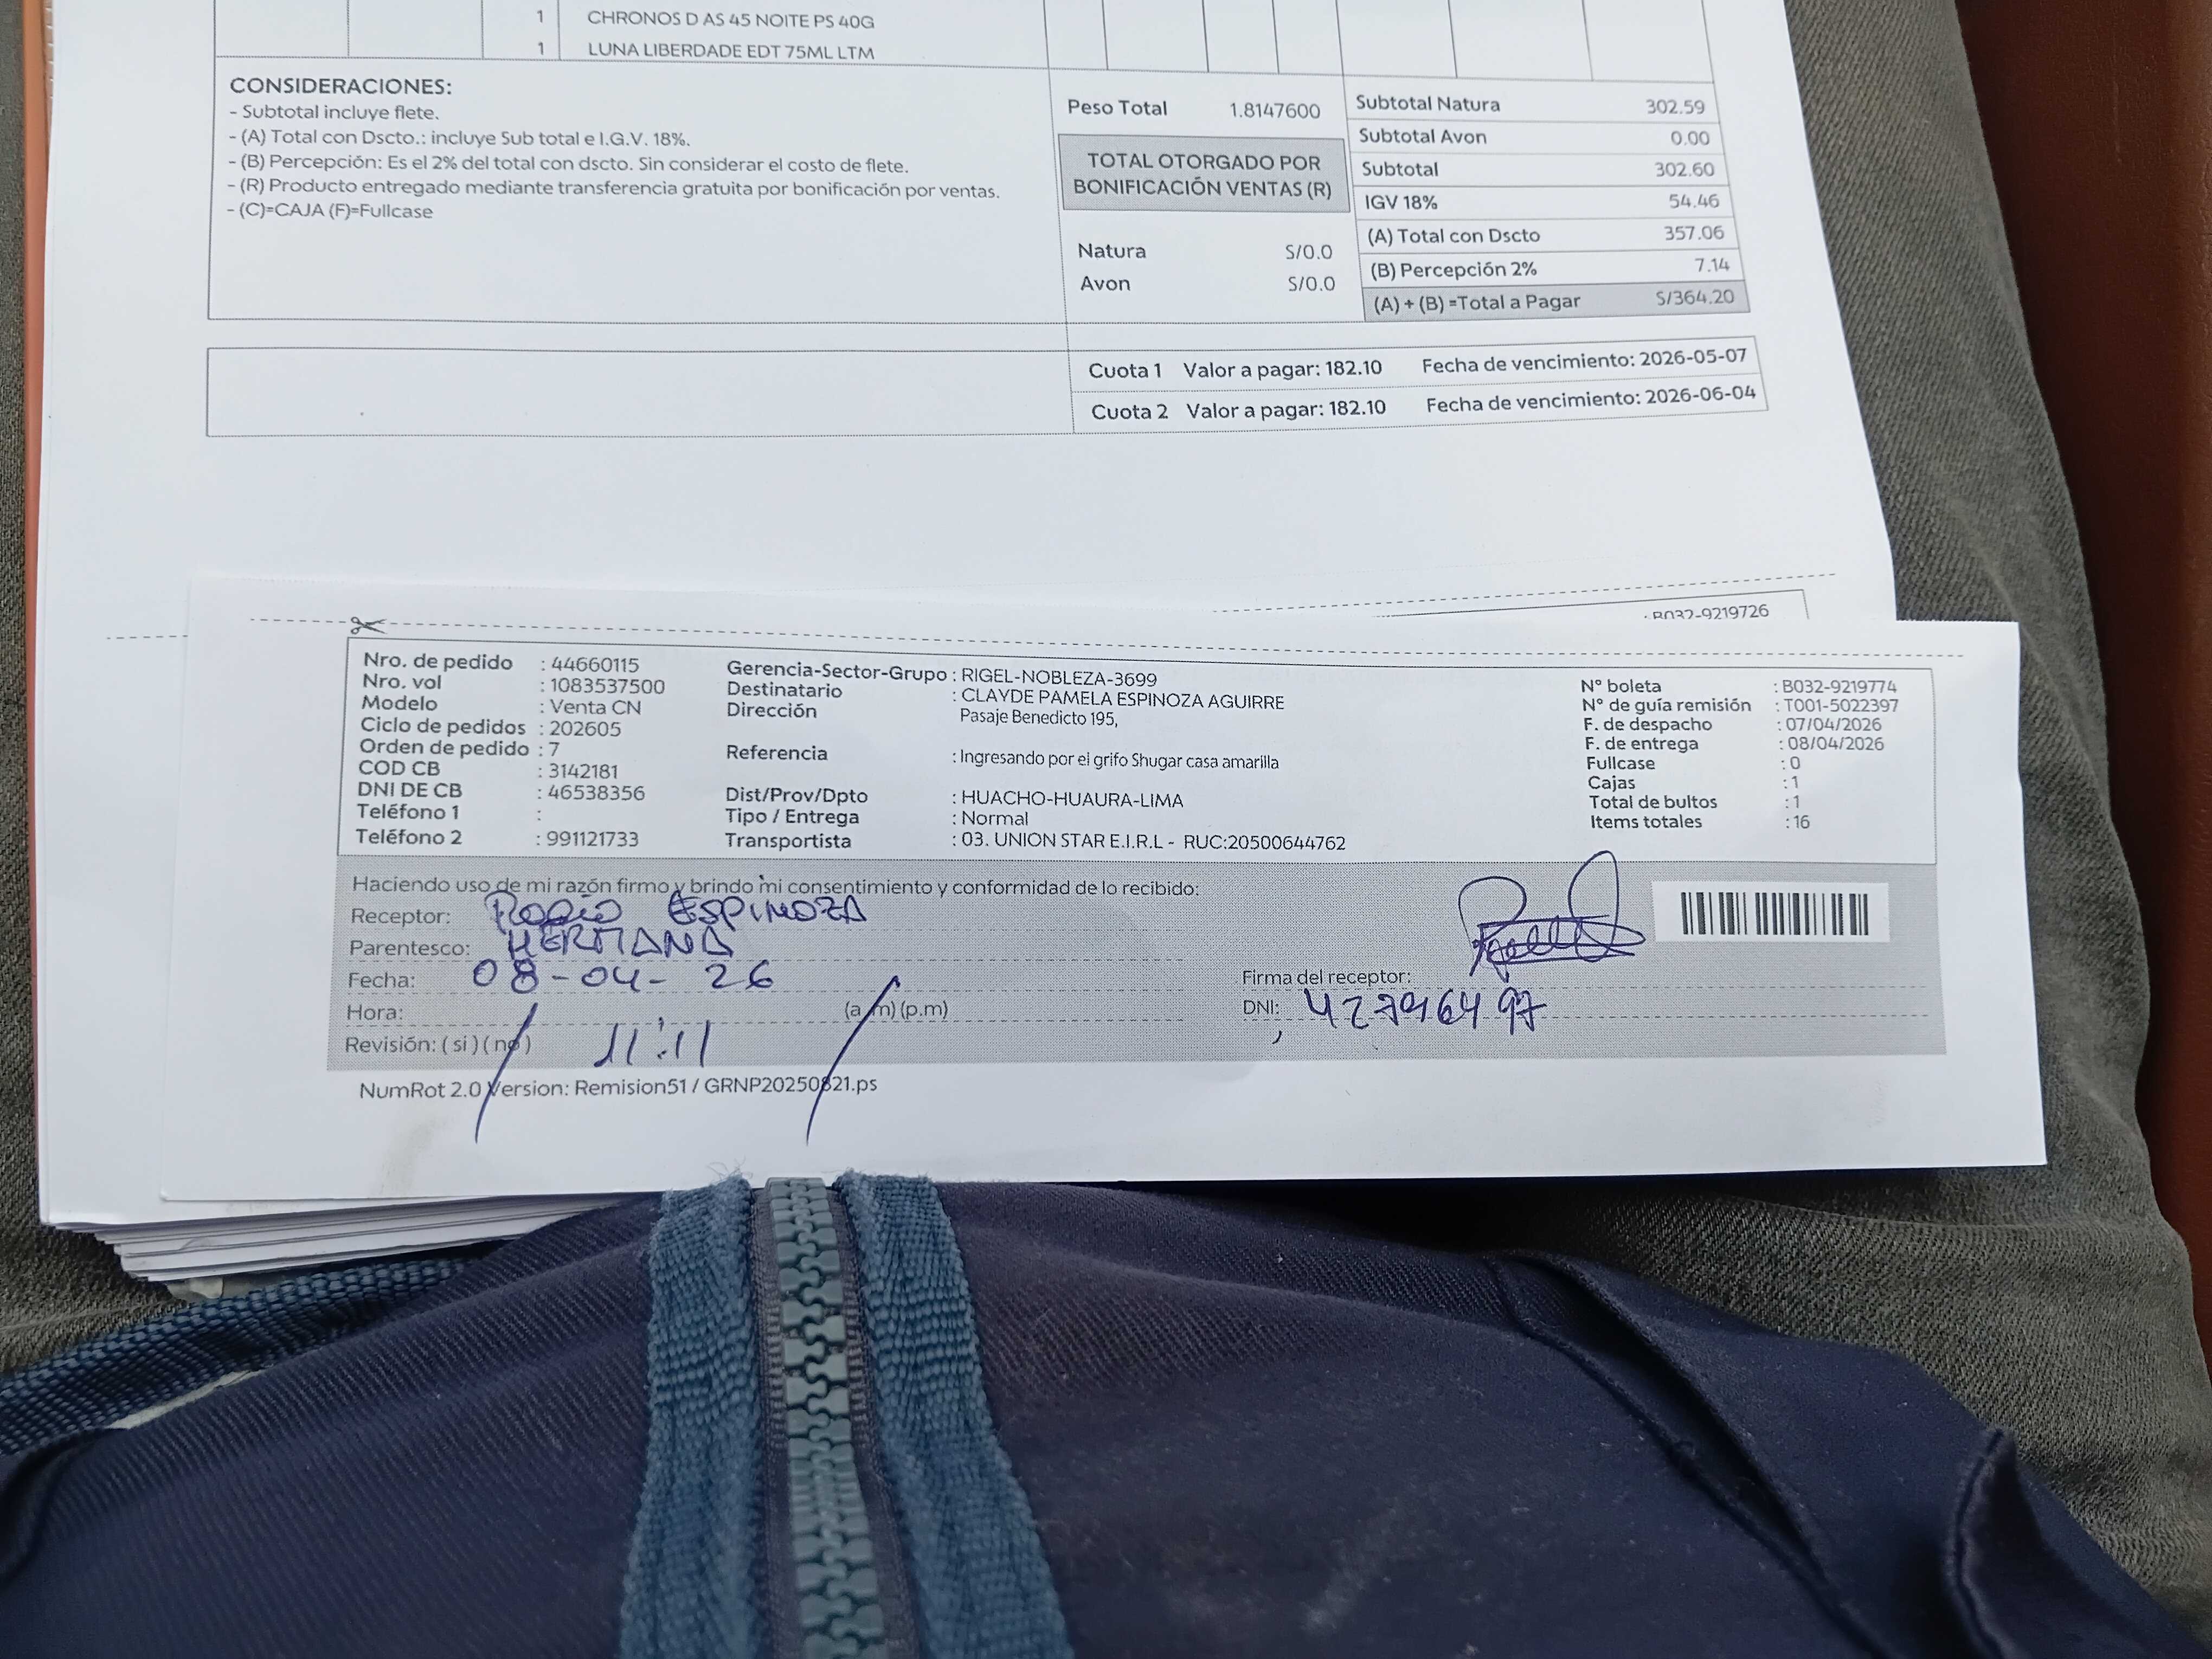 1 CHRONOS D AS 45 NOITE PS 40G
1 LUNA LIBERDADE EDT 75ML LTM
CONSIDERACIONES:
- Subtotal incluye flete.
- (A) Total con Dscto.: incluye Sub total e I.G.V. 18%.
- (B) Percepción: Es el 2% del total con dscto. Sin considerar el costo de flete.
- (R) Producto entregado mediante transferencia gratuita por bonificación por ventas.
- (C)=CAJA (F)=Fullcase
Peso Total 1.8147600
TOTAL OTORGADO POR
BONIFICACIÓN VENTAS (R)
Natura S/0.0
Avon S/0.0
Subtotal Natura 302.59
Subtotal Avon 0.00
Subtotal 302.60
IGV 18% 54.46
(A) Total con Dscto 357.06
(B) Percepción 2% 7.14
(A) + (B) =Total a Pagar S/364.20
Cuota 1 Valor a pagar: 182.10 Fecha de vencimiento: 2026-05-07
Cuota 2 Valor a pagar: 182.10 Fecha de vencimiento: 2026-06-04
: B032-9219726
Nro. de pedido : 44660115
Nro. vol : 1083537500
Modelo : Venta CN
Ciclo de pedidos : 202605
Orden de pedido : 7
COD CB : 3142181
DNI DE CB : 46538356
Teléfono 1 :
Teléfono 2 : 991121733
Gerencia-Sector-Grupo : RIGEL-NOBLEZA-3699
Destinatario : CLAYDE PAMELA ESPINOZA AGUIRRE
Dirección Pasaje Benedicto 195,
Referencia : Ingresando por el grifo Shugar casa amarilla
Dist/Prov/Dpto : HUACHO-HUAURA-LIMA
Tipo / Entrega : Normal
Transportista : 03. UNION STAR E.I.R.L - RUC:20500644762
N° boleta : B032-9219774
N° de guía remisión : T001-5022397
F. de despacho : 07/04/2026
F. de entrega : 08/04/2026
Fullcase : 0
Cajas : 1
Total de bultos : 1
Items totales : 16
Haciendo uso de mi razón firmo y brindo mi consentimiento y conformidad de lo recibido:
Receptor: Rocio ESPINOZA
Parentesco: HERMANA
Fecha: 08-04-26
Hora: (a.m) (p.m)
Revisión: ( si ) ( no ) 11:11
Firma del receptor:
DNI:
NumRot 2.0 Version: Remision51 / GRNP20250821.ps